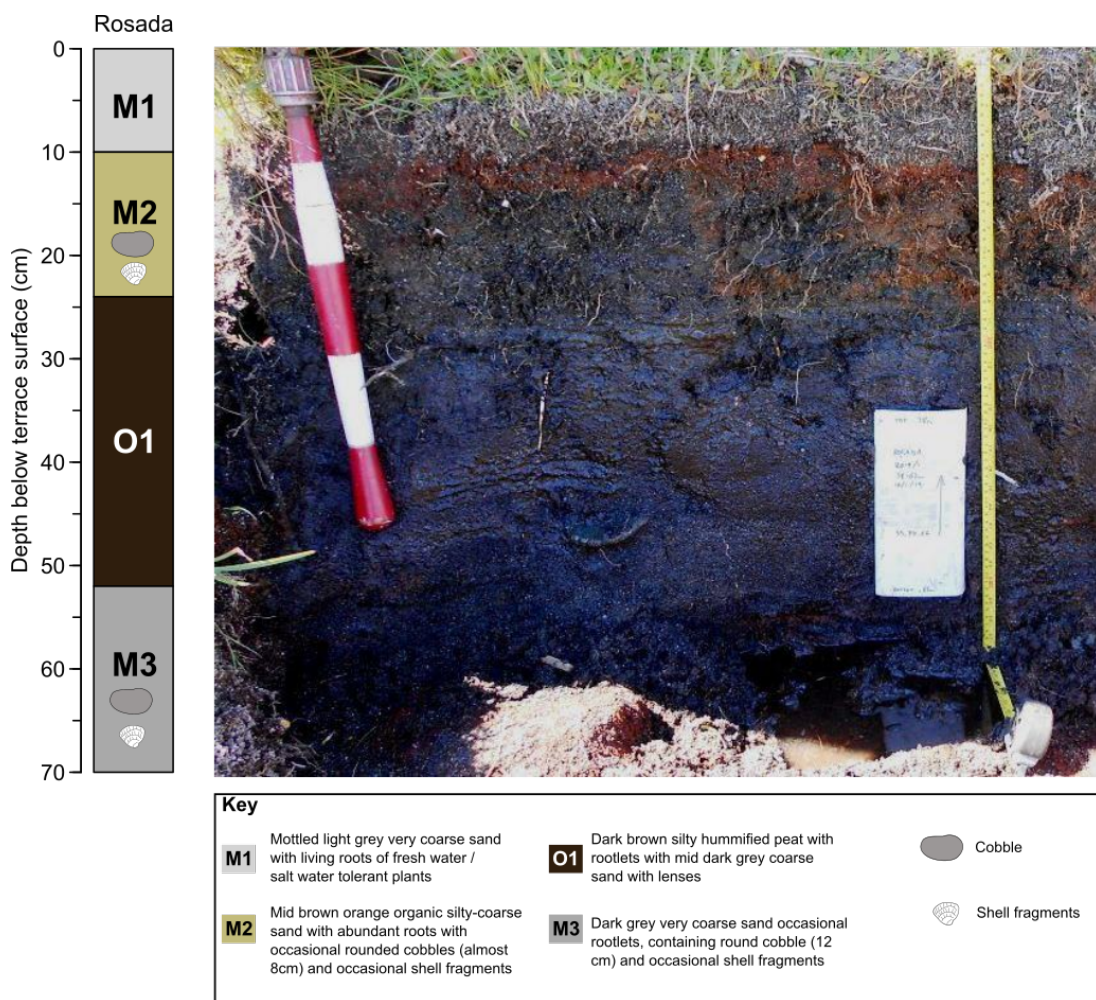 Rosada
Depth below terrace surface (cm)
0
10
20
30
40
50
60
70
M1
M2
O1
M3
Key
M1
Mottled light grey very coarse sand
with living roots of fresh water /
salt water tolerant plants
M2
Mid brown orange organic silty-coarse
sand with abundant roots with
occasional rounded cobbles (almost
8cm) and occasional shell fragments
O1
Dark brown silty hummified peat with
rootlets with mid dark grey coarse
sand with lenses
M3
Dark grey very coarse sand occasional
rootlets, containing round cobble (12
cm) and occasional shell fragments
Cobble
Shell fragments